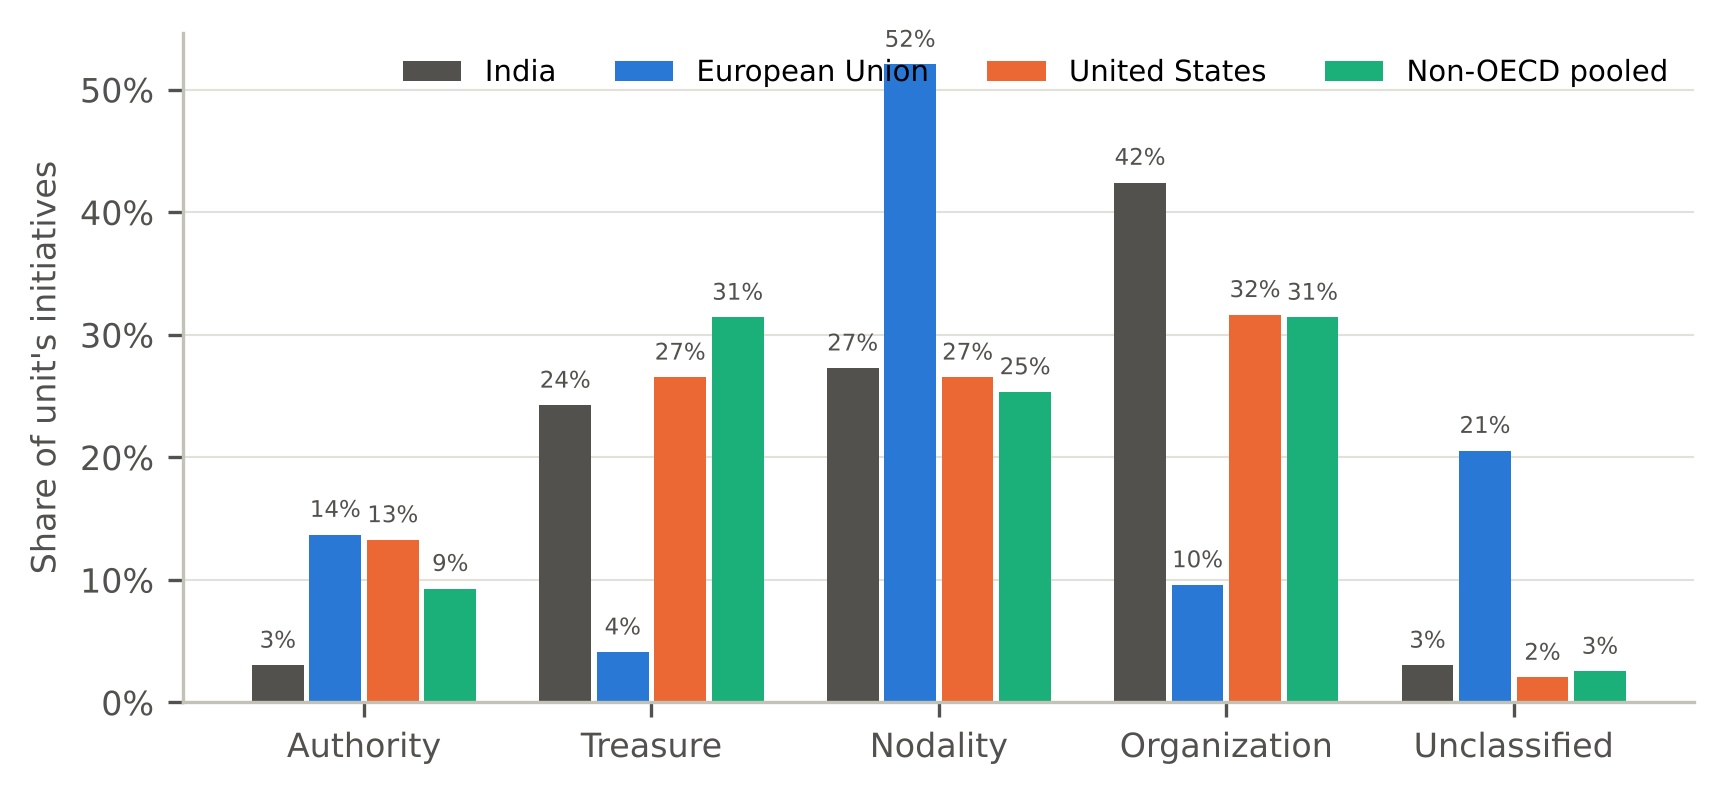 52%
India European Union United States Non-OECD pooled
Share of unit's initiatives
50%
40%
30%
20%
10%
0%
3% 14% 13% 9%
24% 4% 27% 31%
27% 27% 25%
42% 10% 32% 31%
3% 21% 2% 3%
Authority Treasure Nodality Organization Unclassified